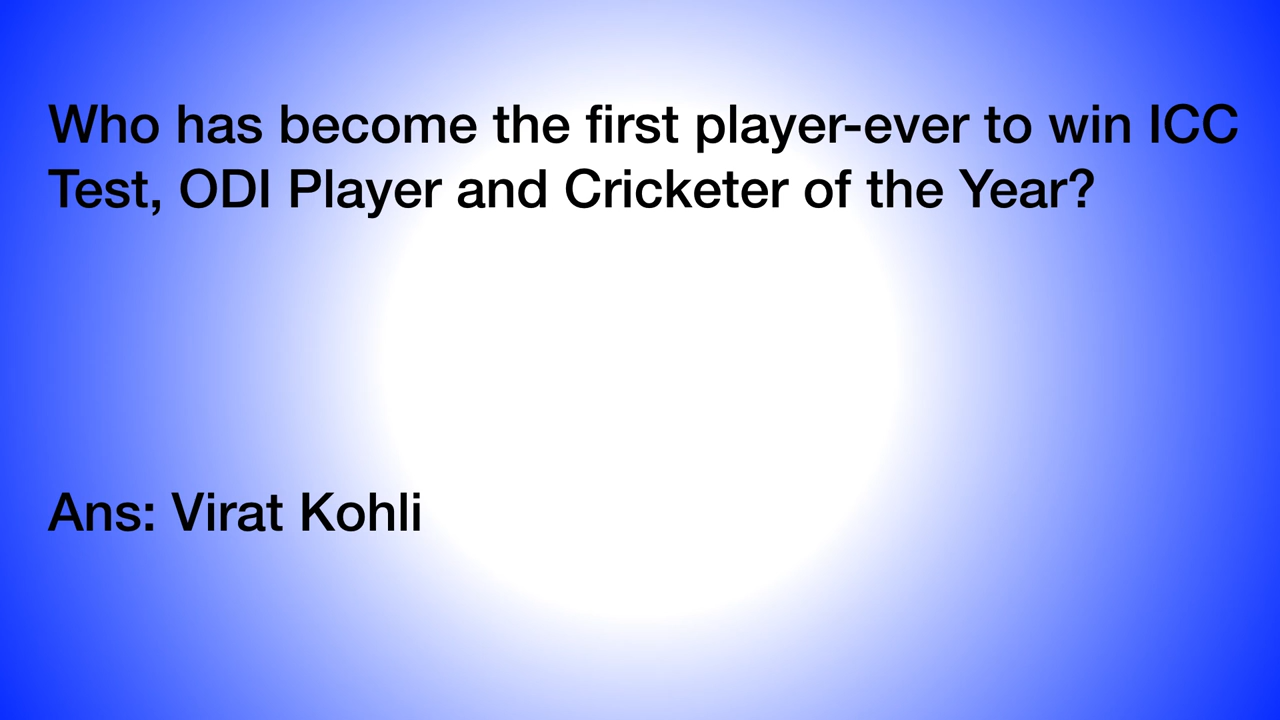 Who has become the first player-ever to win ICC
Test, ODI Player and Cricketer of the Year?
Ans: Virat Kohli